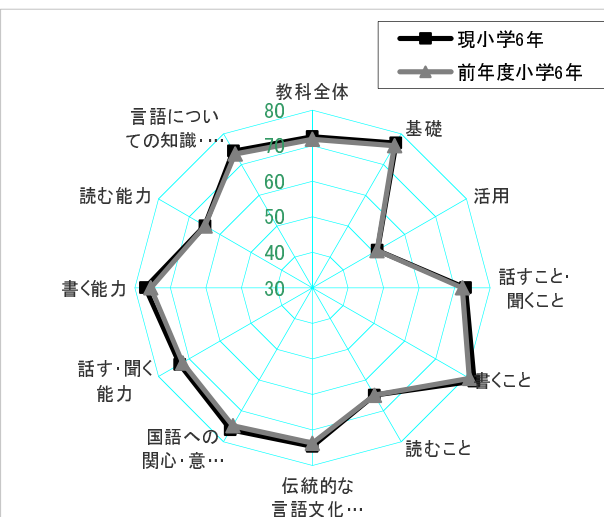 現小学6年
前年度小学6年
教科全体
基礎
活用
話すこと・
聞くこと
書くこと
読むこと
伝統的な
言語文化…
国語への
関心・意…
話す・聞く
能力
書く能力
読む能力
言語につい
ての知識・…
80
70
60
50
40
30